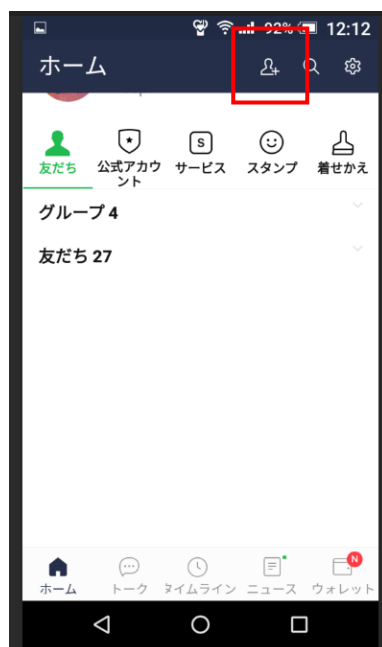 92% 12:12
ホーム
友だち 公式アカウント サービス スタンプ 着せかえ
グループ 4
友だち 27
N
ホーム トーク タイムライン ニュース ウォレット